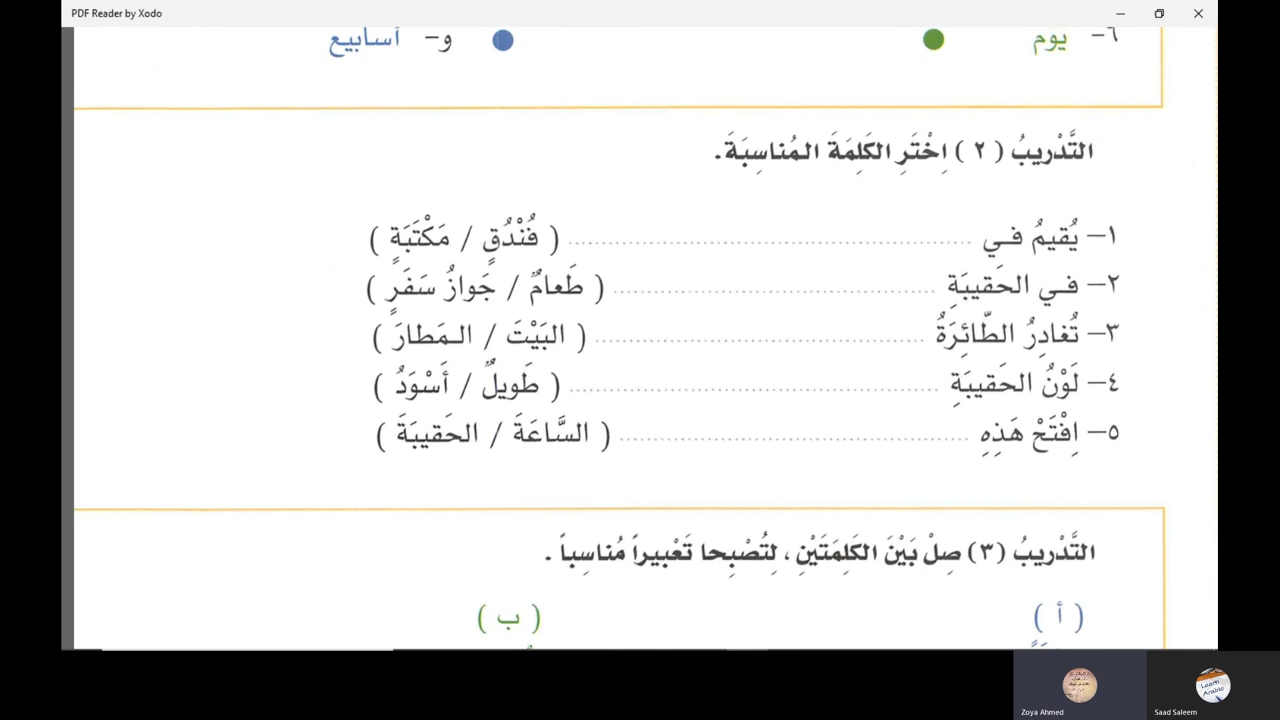 PDF Reader by Xodo
٦- يوم و- أسابيع
التَّدْريبُ ( ٢ ) اِخْتَرِ الكَلِمَةَ المُناسِبَةَ.
١- يُقيمُ في .......... ( فُنْدُقٍ / مَكْتَبَةٍ )
٢- في الحَقيبَةِ .......... ( طَعامٌ / جَوازُ سَفَرٍ )
٣- تُغادِرُ الطّائِرَةُ .......... ( البَيْتَ / المَطارَ )
٤- لَوْنُ الحَقيبَةِ .......... ( طَويلٌ / أَسْوَدُ )
٥- اِفْتَحْ هَذِهِ .......... ( السَّاعَةَ / الحَقيبَةَ )
التَّدْريبُ (٣) صِلْ بَيْنَ الكَلِمَتَيْنِ ، لِتُصْبِحا تَعْبيراً مُناسِباً .
( أ ) ( ب )
Zoya Ahmed Saad Saleem
Learn Arabic